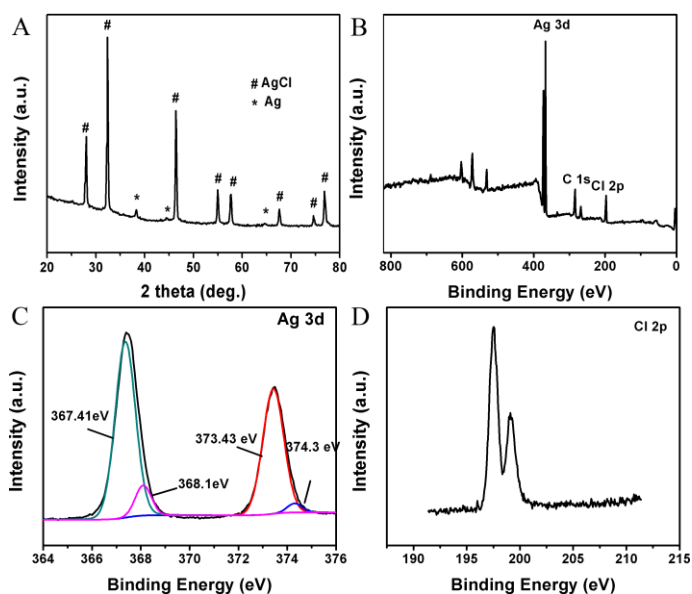 A
# AgCl
* Ag
#
#
#
#
#
#
#
#
*
*
*
Intensity (a.u.)
20 30 40 50 60 70 80
2 theta (deg.)
B
Ag 3d
C 1s
Cl 2p
Intensity (a.u.)
800 600 400 200 0
Binding Energy (eV)
C
Ag 3d
367.41eV
368.1eV
373.43 eV
374.3 eV
Intensity (a.u.)
364 366 368 370 372 374 376
Binding Energy (eV)
D
Cl 2p
Intensity (a.u.)
190 195 200 205 210 215
Binding Energy (eV)